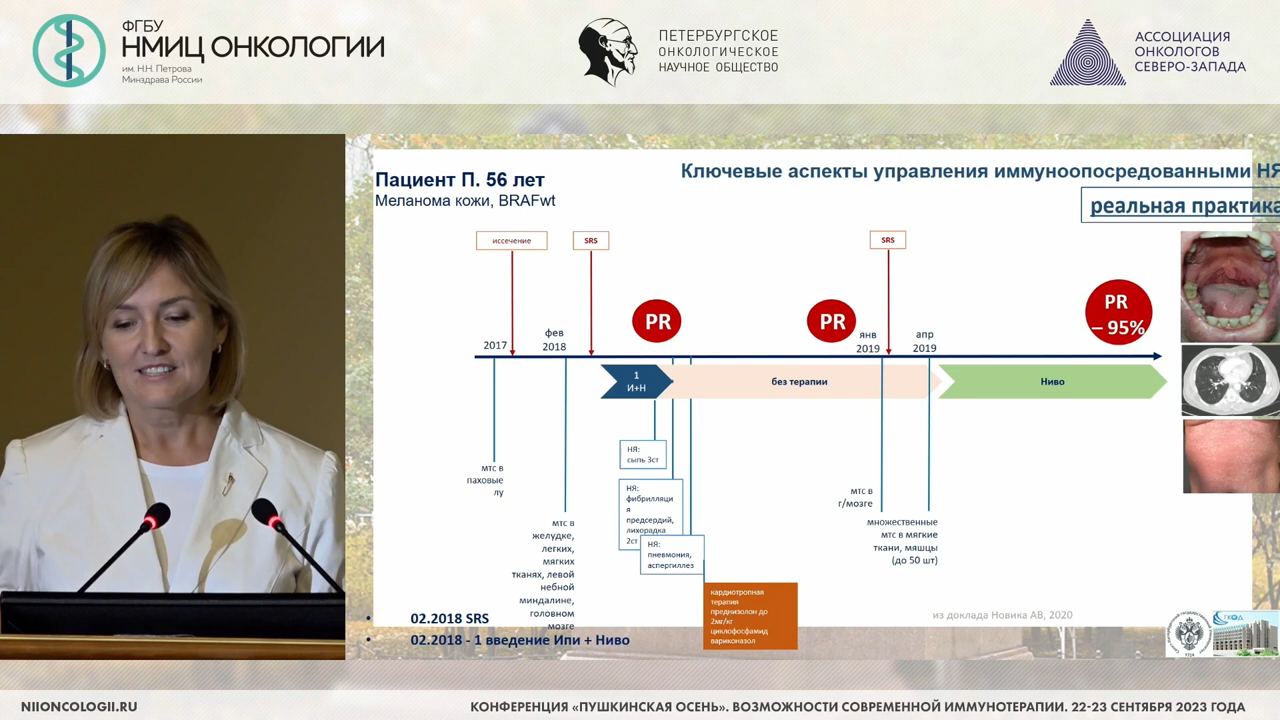 ФГБУ
НМИЦ ОНКОЛОГИИ
им. Н.Н. Петрова
Минздрава России
ПЕТЕРБУРГСКОЕ
ОНКОЛОГИЧЕСКОЕ
НАУЧНОЕ ОБЩЕСТВО
АССОЦИАЦИЯ
ОНКОЛОГОВ
СЕВЕРО-ЗАПАДА
Пациент П. 56 лет
Меланома кожи, BRAFwt
Ключевые аспекты управления иммуноопосредованными НЯ
реальная практика
иссечение
SRS
SRS
PR
PR
PR
– 95%
2017
фев
2018
янв
2019
апр
2019
1
И+Н
без терапии
Ниво
мтс в
паховые
лу
мтс в
желудке,
легких,
мягких
тканях, левой
небной
миндалине,
головном
мозге
НЯ:
сыпь 3ст
НЯ:
фибрилляци
я
предсердий,
лихорадка
2ст
НЯ:
пневмония,
аспергиллез
кардиотропная
терапия
преднизолон до
2мг/кг
циклофосфамид
вариконазол
мтс в
г/мозге
множественные
мтс в мягкие
ткани, мяшцы
(до 50 шт)
из доклада Новика АВ, 2020
• 02.2018 SRS
• 02.2018 - 1 введение Ипи + Ниво
ГКОД
NIIONCOLOGII.RU
КОНФЕРЕНЦИЯ «ПУШКИНСКАЯ ОСЕНЬ». ВОЗМОЖНОСТИ СОВРЕМЕННОЙ ИММУНОТЕРАПИИ. 22-23 СЕНТЯБРЯ 2023 ГОДА